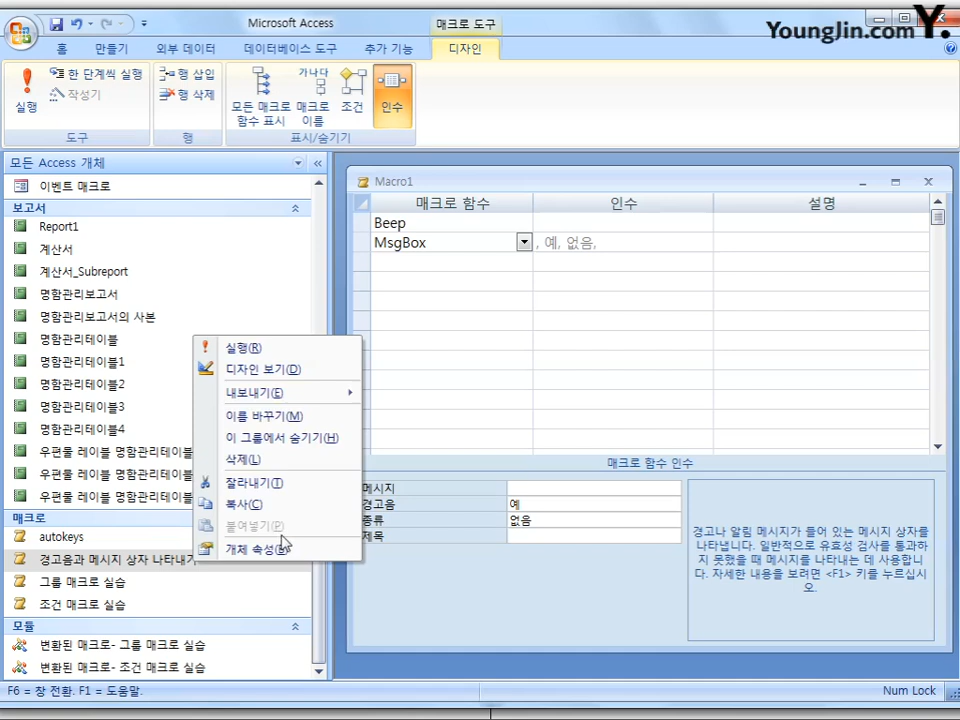 Microsoft Access
매크로 도구
YoungJin.com Y.
홈
만들기
외부 데이터
데이터베이스 도구
추가 기능
디자인
실행
한 단계씩 실행
작성기
도구
행 삽입
행 삭제
행
모든 매크로 함수 표시
가나다
매크로 이름
조건
인수
표시/숨기기
모든 Access 개체
이벤트 매크로
보고서
Report1
계산서
계산서_Subreport
명함관리보고서
명함관리보고서의 사본
명함관리테이블
명함관리테이블1
명함관리테이블2
명함관리테이블3
명함관리테이블4
우편물 레이블 명함관리테이블
우편물 레이블 명함관리테이블
우편물 레이블 명함관리테이블
매크로
autokeys
경고음과 메시지 상자 나타내기
그룹 매크로 실습
조건 매크로 실습
모듈
변환된 매크로- 그룹 매크로 실습
변환된 매크로- 조건 매크로 실습
실행(R)
디자인 보기(D)
내보내기(E)
이름 바꾸기(M)
이 그룹에서 숨기기(H)
삭제(L)
잘라내기(T)
복사(C)
붙여넣기(P)
개체 속성(B)
Macro1
매크로 함수
인수
설명
Beep
MsgBox
, 예, 없음,
매크로 함수 인수
메시지
경고음
예
종류
없음
제목
경고나 알림 메시지가 들어 있는 메시지 상자를
나타냅니다. 일반적으로 유효성 검사를 통과하
지 못했을 때 메시지를 나타내는 데 사용합니
다. 자세한 내용을 보려면 <F1> 키를 누르십시
오.
F6 = 창 전환. F1 = 도움말.
Num Lock